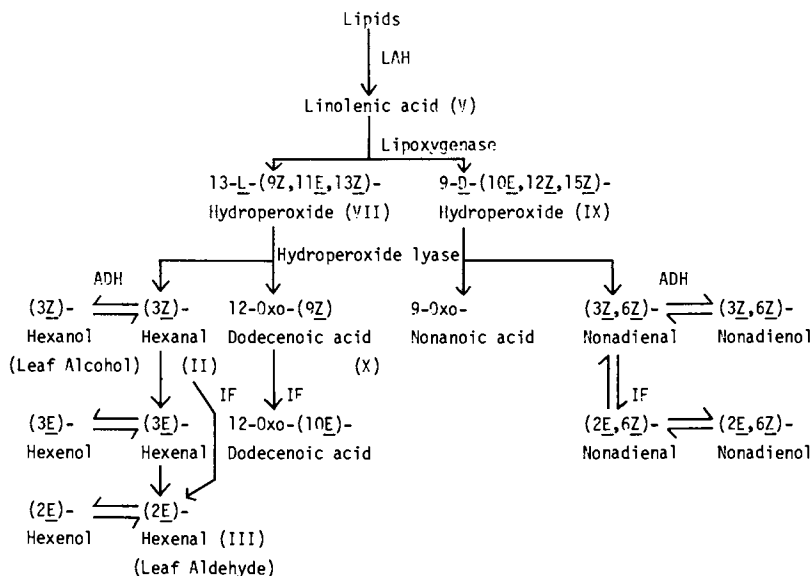 Lipids
LAH
Linolenic acid (V)
Lipoxygenase
13-L-(9Z,11E,13Z)- 9-D-(10E,12Z,15Z)-
Hydroperoxide (VII) Hydroperoxide (IX)
Hydroperoxide lyase
ADH ADH
(3Z)- (3Z)- 12-Oxo-(9Z) 9-Oxo- (3Z,6Z)- (3Z,6Z)-
Hexanol Hexanal Dodecenoic acid Nonanoic acid Nonadienal Nonadienol
(Leaf Alcohol) (II) (X)
IF IF IF
(3E)- (3E)- 12-Oxo-(10E)- (2E,6Z)- (2E,6Z)-
Hexenol Hexenal Dodecenoic acid Nonadienal Nonadienol
(2E)- (2E)-
Hexenol Hexenal (III)
(Leaf Aldehyde)